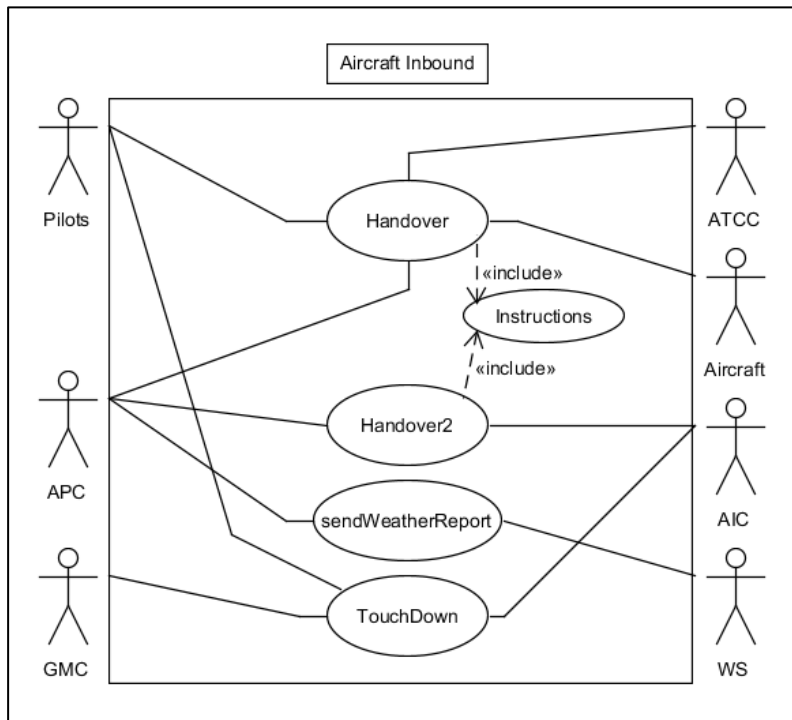 Aircraft Inbound
Pilots
ATCC
Handover
«include»
Instructions
Aircraft
«include»
Handover2
APC
AIC
sendWeatherReport
TouchDown
GMC
WS